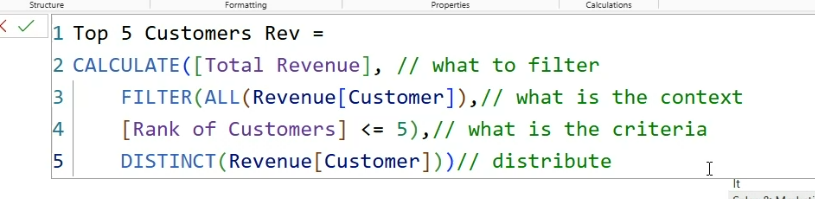 Structure
Formatting
Properties
Calculations
1 Top 5 Customers Rev =
2 CALCULATE([Total Revenue], // what to filter
3 FILTER(ALL(Revenue[Customer]),// what is the context
4 [Rank of Customers] <= 5),// what is the criteria
5 DISTINCT(Revenue[Customer]))// distribute
It